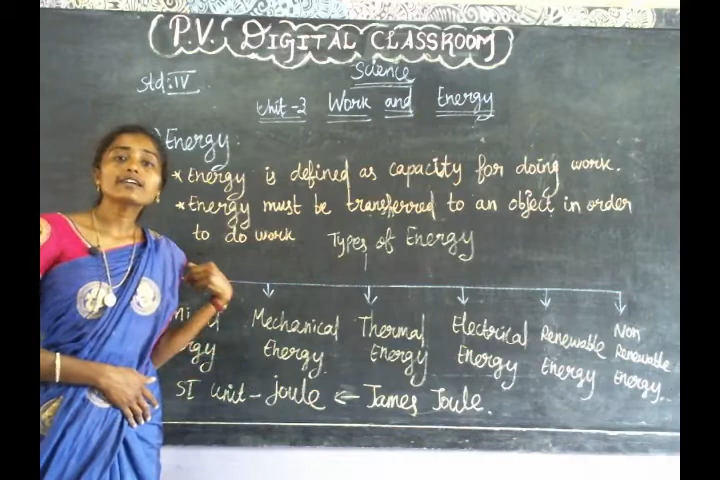 P.V. DIGITAL CLASSROOM
Science
Std: IV
Unit-3 Work and Energy
Energy:
* Energy is defined as capacity for doing work.
* Energy must be transferred to an object in order
to do work
Types of Energy
Mechanical Thermal Electrical Renewable Non
Energy Energy Energy Energy Renewable
Energy
SI unit - joule ← James Joule.